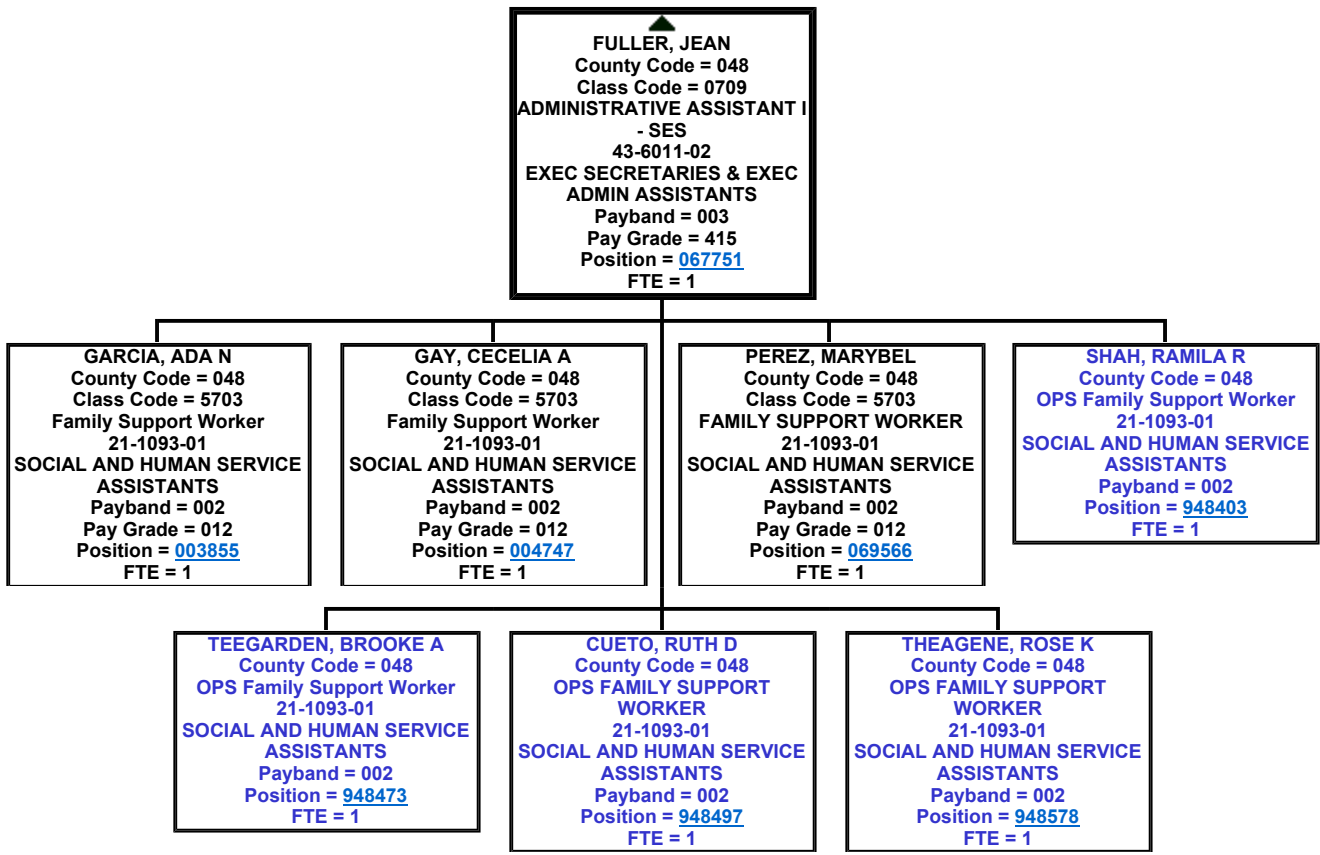 FULLER, JEAN
County Code = 048
Class Code = 0709
ADMINISTRATIVE ASSISTANT I
- SES
43-6011-02
EXEC SECRETARIES & EXEC
ADMIN ASSISTANTS
Payband = 003
Pay Grade = 415
Position = 067751
FTE = 1
GARCIA, ADA N
County Code = 048
Class Code = 5703
Family Support Worker
21-1093-01
SOCIAL AND HUMAN SERVICE
ASSISTANTS
Payband = 002
Pay Grade = 012
Position = 003855
FTE = 1
GAY, CECELIA A
County Code = 048
Class Code = 5703
Family Support Worker
21-1093-01
SOCIAL AND HUMAN SERVICE
ASSISTANTS
Payband = 002
Pay Grade = 012
Position = 004747
FTE = 1
PEREZ, MARYBEL
County Code = 048
Class Code = 5703
FAMILY SUPPORT WORKER
21-1093-01
SOCIAL AND HUMAN SERVICE
ASSISTANTS
Payband = 002
Pay Grade = 012
Position = 069566
FTE = 1
SHAH, RAMILA R
County Code = 048
OPS Family Support Worker
21-1093-01
SOCIAL AND HUMAN SERVICE
ASSISTANTS
Payband = 002
Position = 948403
FTE = 1
TEEGARDEN, BROOKE A
County Code = 048
OPS Family Support Worker
21-1093-01
SOCIAL AND HUMAN SERVICE
ASSISTANTS
Payband = 002
Position = 948473
FTE = 1
CUETO, RUTH D
County Code = 048
OPS FAMILY SUPPORT
WORKER
21-1093-01
SOCIAL AND HUMAN SERVICE
ASSISTANTS
Payband = 002
Position = 948497
FTE = 1
THEAGENE, ROSE K
County Code = 048
OPS FAMILY SUPPORT
WORKER
21-1093-01
SOCIAL AND HUMAN SERVICE
ASSISTANTS
Payband = 002
Position = 948578
FTE = 1